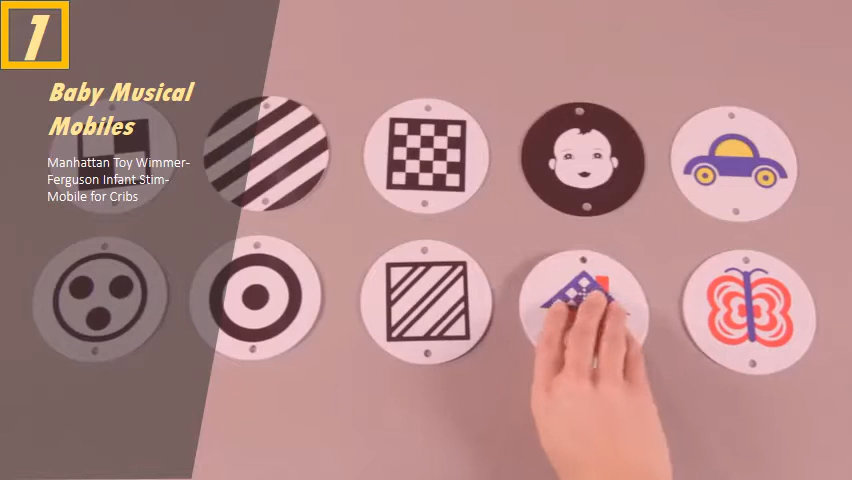 1
Baby Musical
Mobiles
Manhattan Toy Wimmer-
Ferguson Infant Stim-
Mobile for Cribs